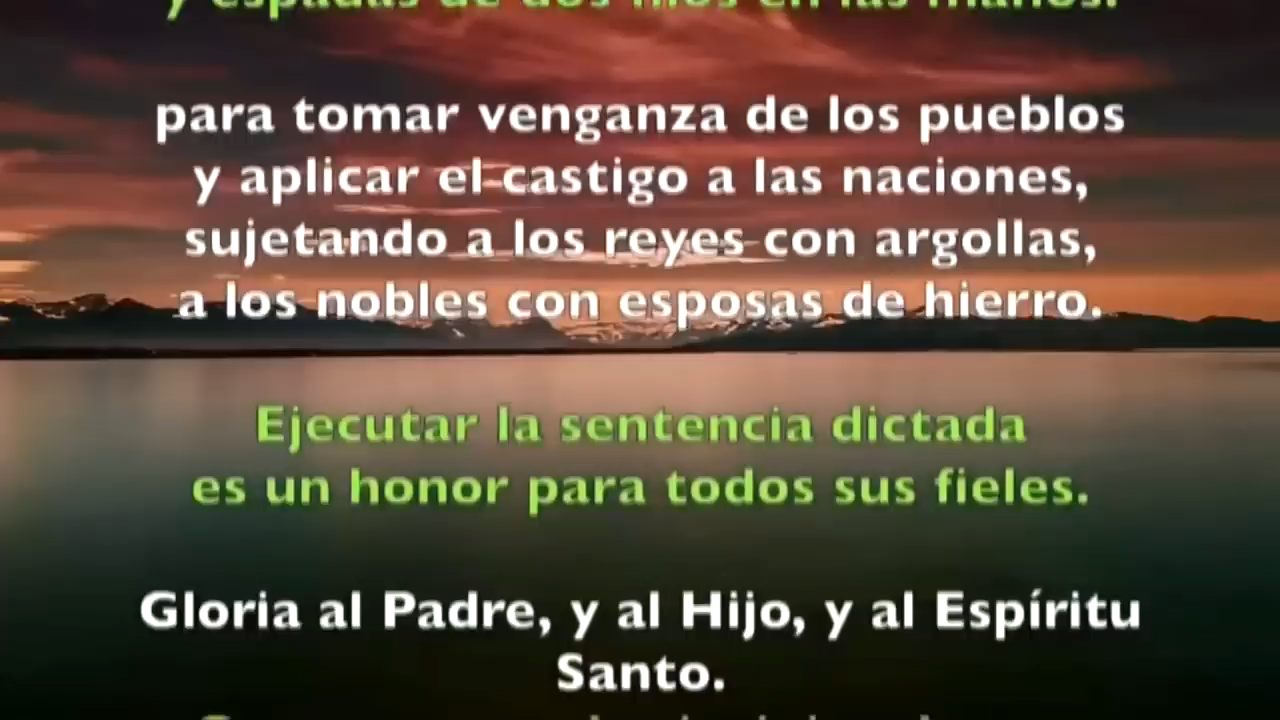 y espadas de dos filos en las manos.
para tomar venganza de los pueblos
y aplicar el castigo a las naciones,
sujetando a los reyes con argollas,
a los nobles con esposas de hierro.
Ejecutar la sentencia dictada
es un honor para todos sus fieles.
Gloria al Padre, y al Hijo, y al Espíritu
Santo.